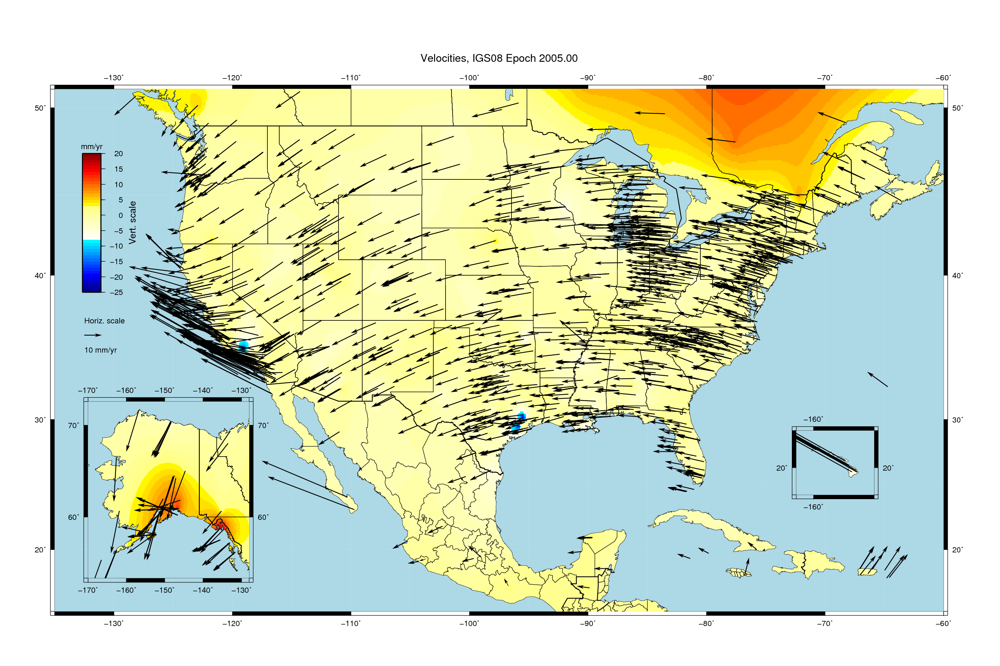 Velocities, IGS08 Epoch 2005.00
−130˚ −120˚ −110˚ −100˚ −90˚ −80˚ −70˚ −60˚
50˚ 50˚
mm/yr
20
15
10
5
0
−5
−10
−15
−20
−25
Vert. scale
40˚ 40˚
Horiz. scale
10 mm/yr
−170˚ −160˚ −150˚ −140˚ −130˚
70˚ 70˚
60˚ 60˚
−170˚ −160˚ −150˚ −140˚ −130˚
30˚ 30˚
−160˚
20˚ 20˚
−160˚
20˚ 20˚
−130˚ −120˚ −110˚ −100˚ −90˚ −80˚ −70˚ −60˚